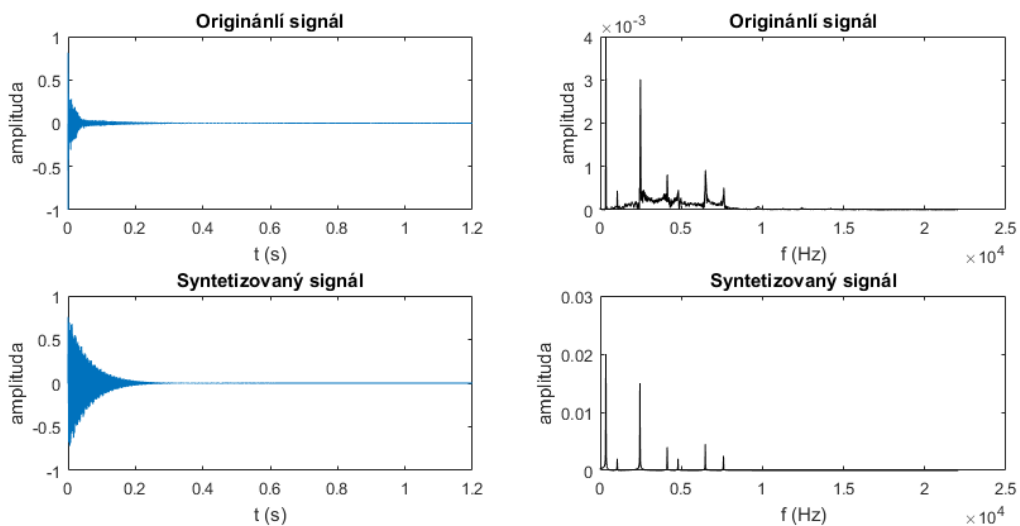 Originánlí signál
1
0.5
0
-0.5
-1
amplituda
0 0.2 0.4 0.6 0.8 1 1.2
t (s)
Originánlí signál
×10⁻³
4
3
2
1
0
amplituda
0 0.5 1 1.5 2 2.5
f (Hz)
×10⁴
Syntetizovaný signál
1
0.5
0
-0.5
-1
amplituda
0 0.2 0.4 0.6 0.8 1 1.2
t (s)
Syntetizovaný signál
0.03
0.02
0.01
0
amplituda
0 0.5 1 1.5 2 2.5
f (Hz)
×10⁴